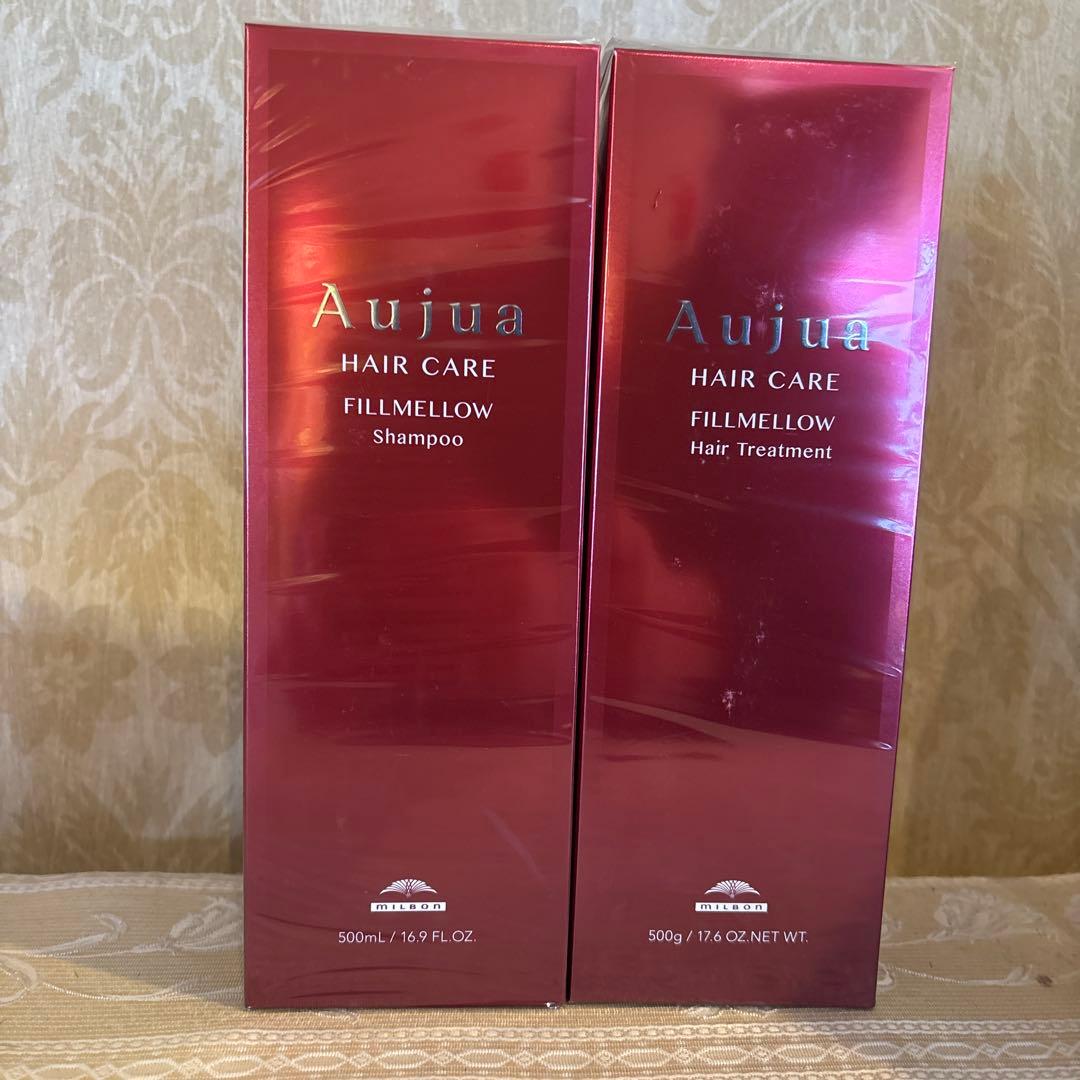 Aujua
HAIR CARE
FILLMELLOW
Shampoo
MILBON
500mL / 16.9 FL.OZ.
Aujua
HAIR CARE
FILLMELLOW
Hair Treatment
MILBON
500g / 17.6 OZ.NET WT.